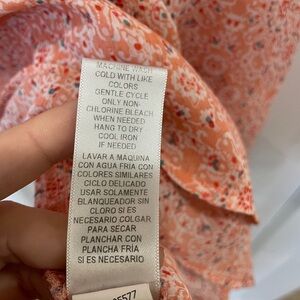 MACHINE WASH
COLD WITH LIKE
COLORS
GENTLE CYCLE
ONLY NON-
CHLORINE BLEACH
WHEN NEEDED
HANG TO DRY
COOL IRON
IF NEEDED
LAVAR A MAQUINA
CON AGUA FRIA CON
COLORES SIMILARES
CICLO DELICADO
USAR SOLAMENTE
BLANQUEADOR SIN
CLORO SI ES
NECESARIO COLGAR
PARA SECAR
PLANCHAR CON
PLANCHA FRÍA
SI ES NECESARIO